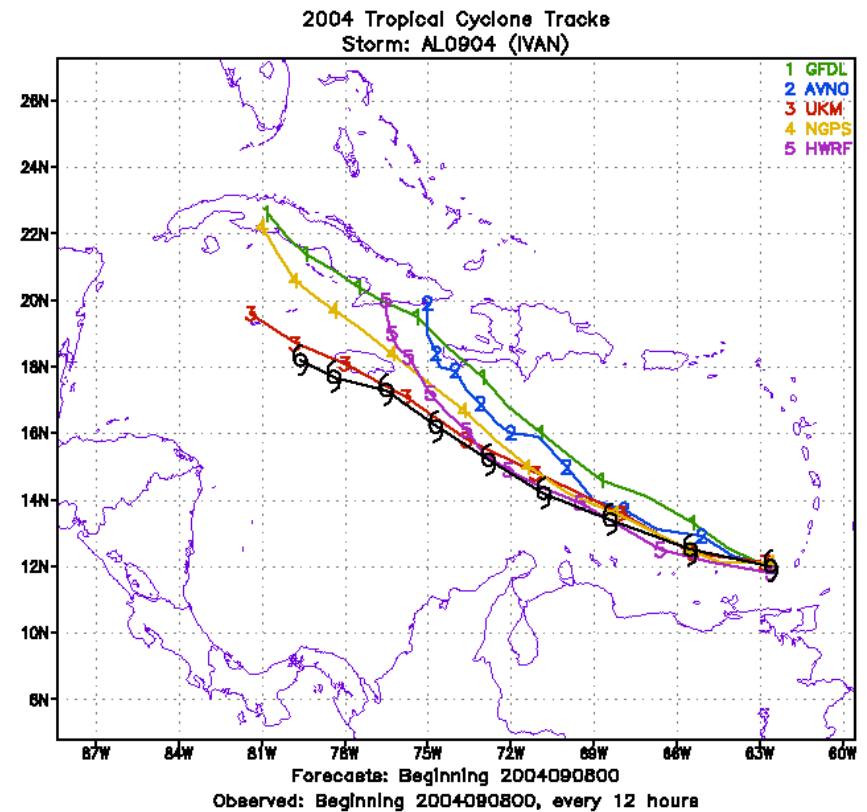 2004 Tropical Cyclone Tracks
Storm: AL0904 (IVAN)
1 GFDL
2 AVNO
3 UKM
4 NGPS
5 HWRF
26N
24N
22N
20N
18N
16N
14N
12N
10N
8N
87W 84W 81W 78W 75W 72W 69W 66W 63W 60W
Forecasts: Beginning 2004090800
Observed: Beginning 2004090800, every 12 hours